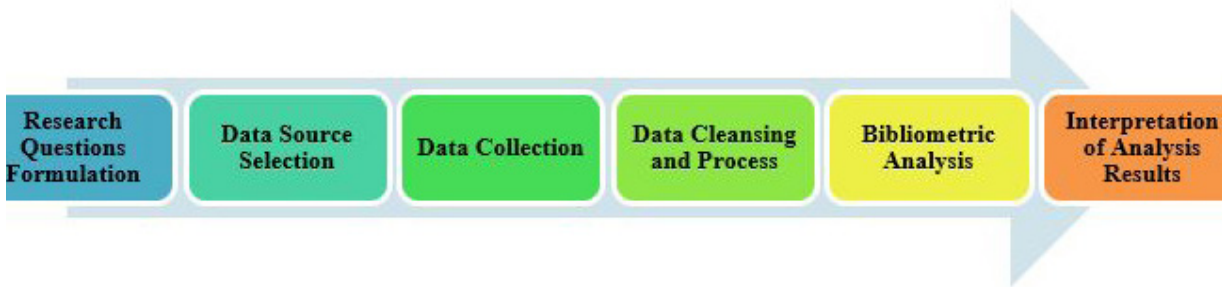 Research
Questions
Formulation
Data Source
Selection
Data Collection
Data Cleansing
and Process
Bibliometric
Analysis
Interpretation
of Analysis
Results